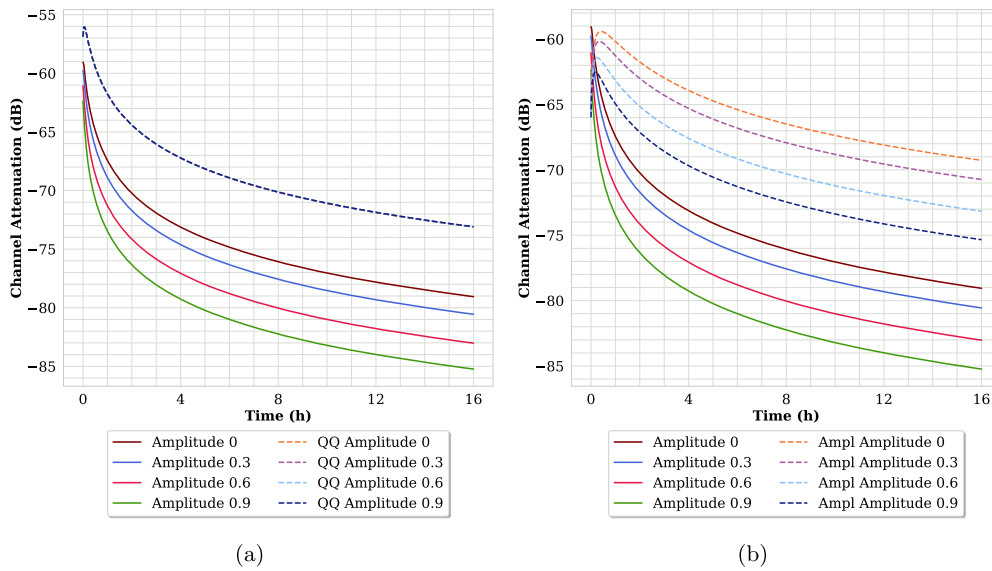 −55
−60
−65
−70
−75
−80
−85
Channel Attenuation (dB)
0 4 8 12 16
Time (h)
Amplitude 0 QQ Amplitude 0
Amplitude 0.3 QQ Amplitude 0.3
Amplitude 0.6 QQ Amplitude 0.6
Amplitude 0.9 QQ Amplitude 0.9
(a)
−60
−65
−70
−75
−80
−85
Channel Attenuation (dB)
0 4 8 12 16
Time (h)
Amplitude 0 Ampl Amplitude 0
Amplitude 0.3 Ampl Amplitude 0.3
Amplitude 0.6 Ampl Amplitude 0.6
Amplitude 0.9 Ampl Amplitude 0.9
(b)